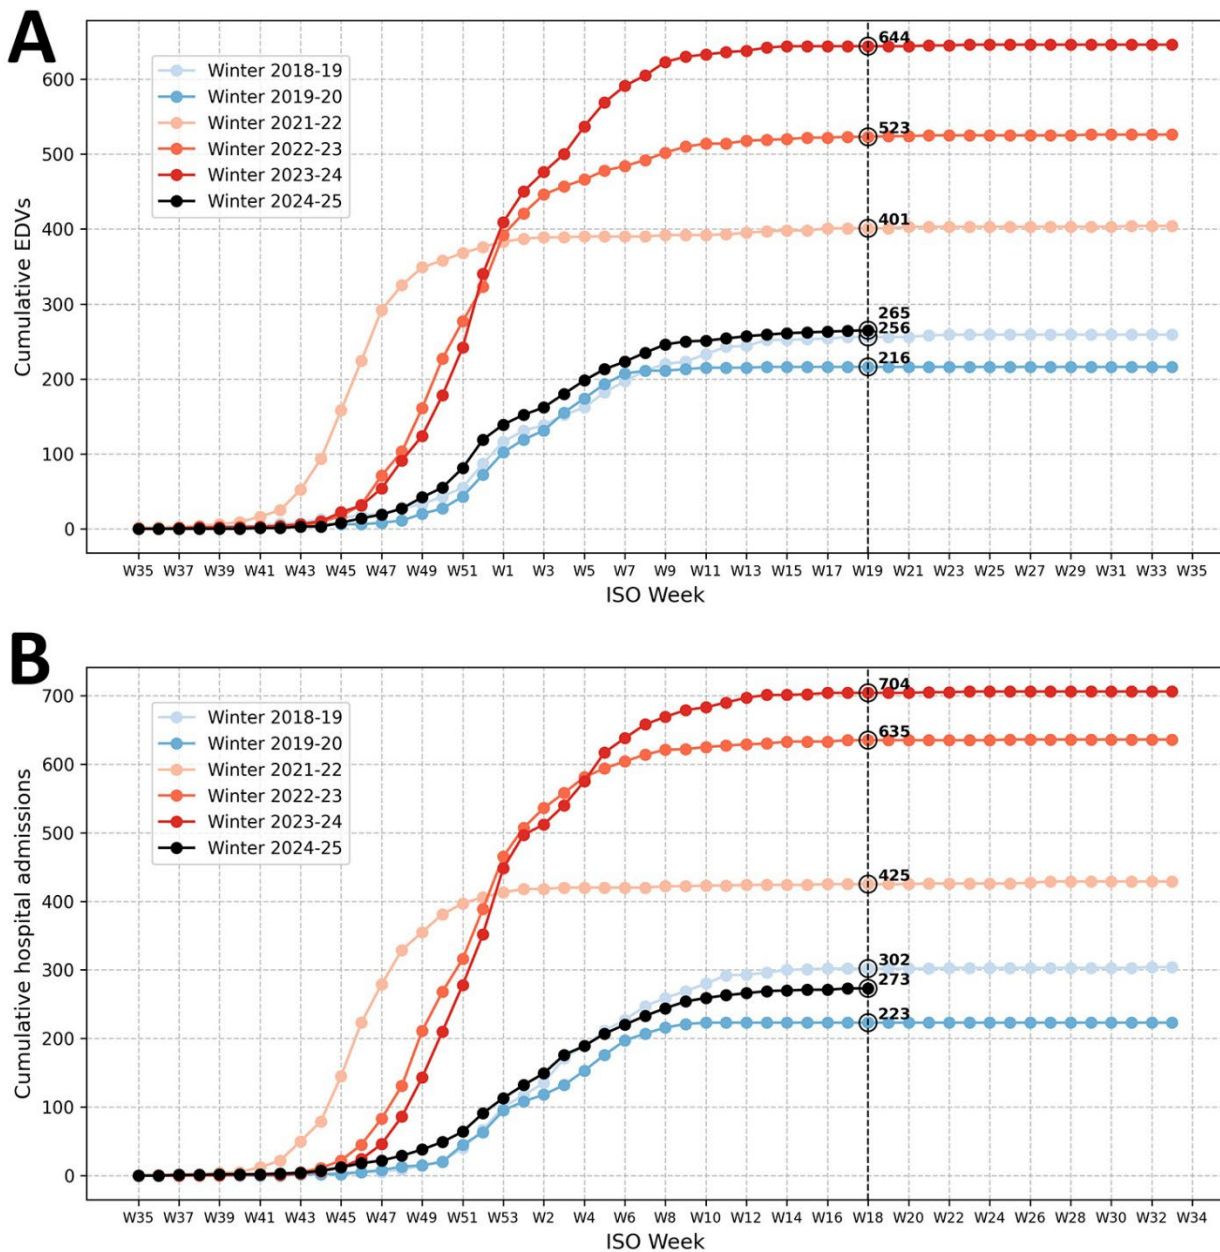 A
Cumulative EDVs
600
500
400
300
200
100
0
Winter 2018-19
Winter 2019-20
Winter 2021-22
Winter 2022-23
Winter 2023-24
Winter 2024-25
644
523
401
265
256
216
W35 W37 W39 W41 W43 W45 W47 W49 W51 W1 W3 W5 W7 W9 W11 W13 W15 W17 W19 W21 W23 W25 W27 W29 W31 W33 W35
ISO Week
B
Cumulative hospital admissions
700
600
500
400
300
200
100
0
Winter 2018-19
Winter 2019-20
Winter 2021-22
Winter 2022-23
Winter 2023-24
Winter 2024-25
704
635
425
302
273
223
W35 W37 W39 W41 W43 W45 W47 W49 W51 W53 W2 W4 W6 W8 W10 W12 W14 W16 W18 W20 W22 W24 W26 W28 W30 W32 W34
ISO Week